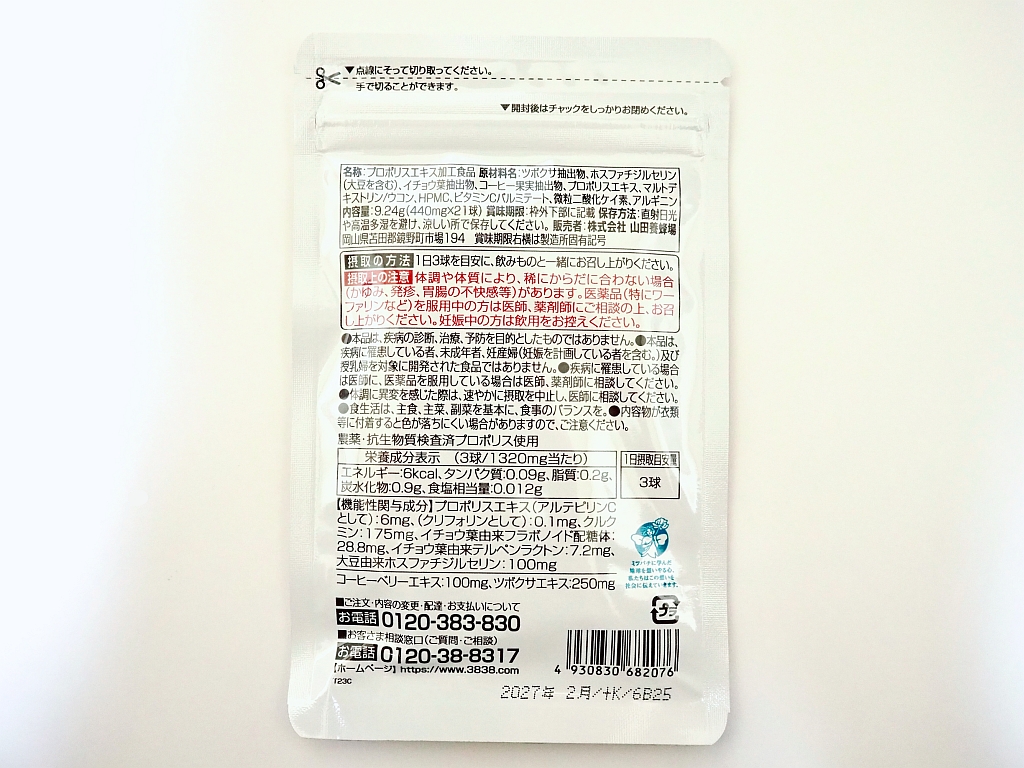 ▼点線にそって切り取ってください。
手で切ることができます。
▼開封後はチャックをしっかりお閉めください。
名称：プロポリスエキス加工食品 原材料名：ツボクサ抽出物、ホスファチジルセリン
(大豆を含む)、イチョウ葉抽出物、コーヒー果実抽出物、プロポリスエキス、マルトデ
キストリン/ウコン、HPMC、ビタミンCパルミテート、微粒二酸化ケイ素、アルギニン
内容量：9.24g(440mg×21球) 賞味期限：枠外下部に記載 保存方法：直射日光
や高温多湿を避け、涼しい所で保存してください。 販売者：株式会社 山田養蜂場
岡山県苫田郡鏡野町市場194 賞味期限右横は製造所固有記号
摂取の方法 1日3球を目安に、飲みものと一緒にお召し上がりください。
摂取上の注意 体調や体質により、稀にからだに合わない場合
(かゆみ、発疹、胃腸の不快感等)があります。医薬品(特にワー
ファリンなど)を服用中の方は医師、薬剤師にご相談の上、お召
し上がりください。妊娠中の方は飲用をお控えください。
●本品は、疾病の診断、治療、予防を目的としたものではありません。●本品は、
疾病に罹患している者、未成年者、妊産婦(妊娠を計画している者を含む。)及び
授乳婦を対象に開発された食品ではありません。●疾病に罹患している場合
は医師に、医薬品を服用している場合は医師、薬剤師に相談してください。
●体調に異変を感じた際は、速やかに摂取を中止し、医師に相談してください。
●食生活は、主食、主菜、副菜を基本に、食事のバランスを。●内容物が衣類
等に付着すると色が落ちにくい場合がありますので、ご注意ください。
製薬・抗生物質検査済プロポリス使用
栄養成分表示 (3球/1320mg当たり)
エネルギー：6kcal、タンパク質：0.09g、脂質：0.2g、
炭水化物：0.9g、食塩相当量：0.012g
1日摂取目安量
3球
【機能性関与成分】プロポリスエキス(アルテピリンC
として)：6mg、(クリフォリンとして)：0.1mg、クルク
ミン：175mg、イチョウ葉由来フラボノイド配糖体：
28.8mg、イチョウ葉由来テルペンラクトン：7.2mg、
大豆由来ホスファチジルセリン：100mg
コーヒーベリーエキス：100mg、ツボクサエキス：250mg
ミツバチに学んだ
地球を思いやる心。
私たちはこの想いを
社会に伝えていきます。
■ご注文・内容の変更・配達・お支払いについて
お電話 0120-383-830
■お客さま相談窓口(ご質問・ご相談)
お電話 0120-38-8317
【ホームページ】https://www.3838.com
T23C
プラ
4 930830 682076
2027年 2月/+K/6B25